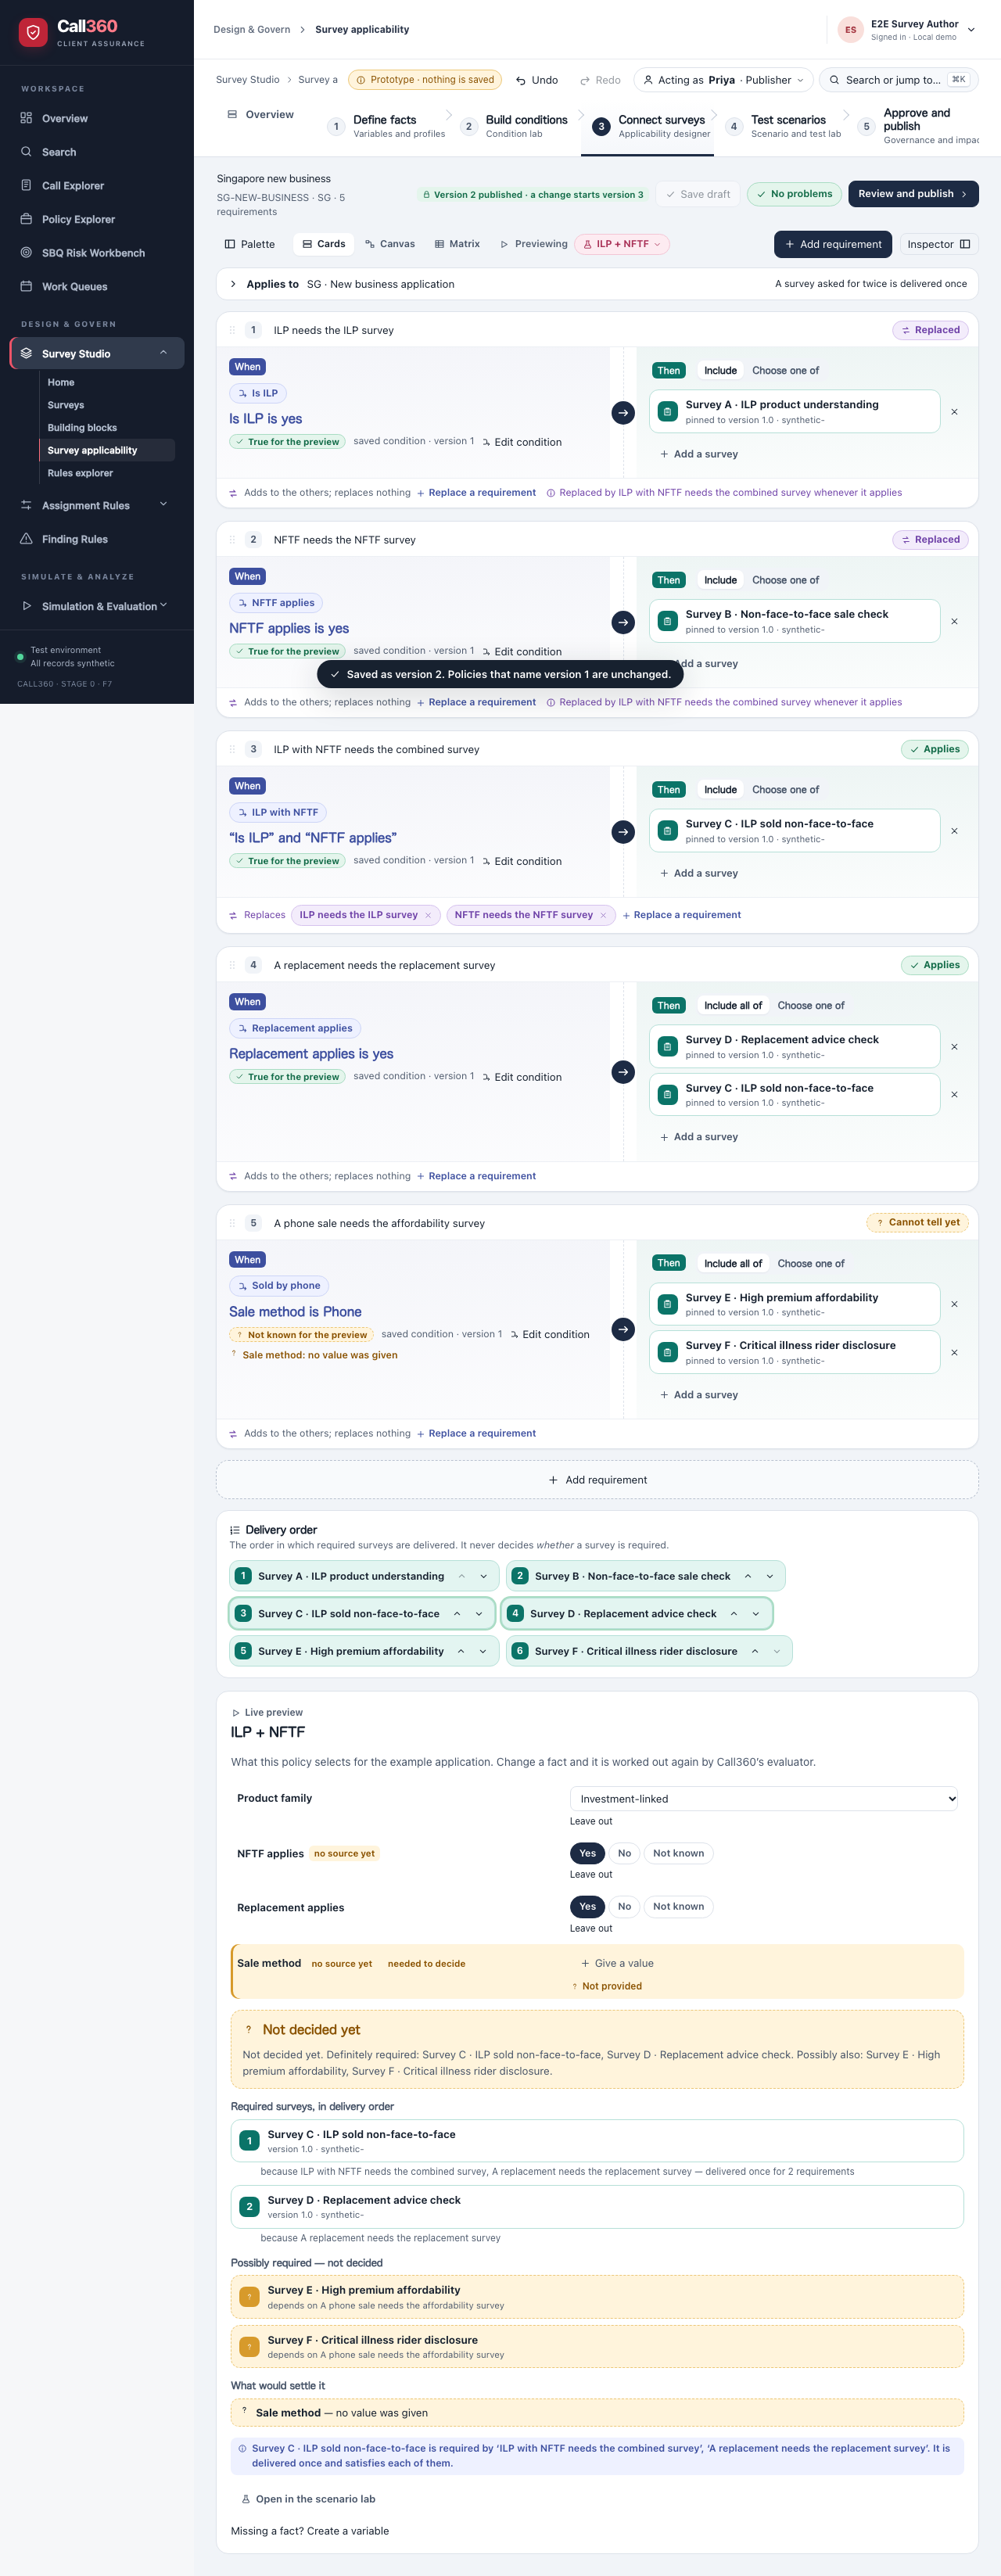 Call360
CLIENT ASSURANCE
WORKSPACE
Overview
Search
Call Explorer
Policy Explorer
SBQ Risk Workbench
Work Queues
DESIGN & GOVERN
Survey Studio
Home
Surveys
Building blocks
Survey applicability
Rules explorer
Assignment Rules
Finding Rules
SIMULATE & ANALYZE
Simulation & Evaluation
Test environment
All records synthetic
CALL360 · STAGE 0 · F7
Design & Govern > Survey applicability
ES
E2E Survey Author
Signed in · Local demo
Survey Studio > Survey a
Prototype · nothing is saved
Undo
Redo
Acting as Priya · Publisher
Search or jump to... ⌘K
Overview
1 Define facts
Variables and profiles
2 Build conditions
Condition lab
3 Connect surveys
Applicability designer
4 Test scenarios
Scenario and test lab
5 Approve and publish
Governance and impac
Singapore new business
SG-NEW-BUSINESS · SG · 5
requirements
Version 2 published · a change starts version 3
Save draft
No problems
Review and publish
Palette
Cards
Canvas
Matrix
Previewing
ILP + NFTF
Add requirement
Inspector
Applies to SG · New business application
A survey asked for twice is delivered once
1 ILP needs the ILP survey
Replaced
When
Is ILP
Is ILP is yes
True for the preview saved condition · version 1 Edit condition
Then Include Choose one of
Survey A · ILP product understanding
pinned to version 1.0 · synthetic-
Add a survey
Adds to the others; replaces nothing + Replace a requirement Replaced by ILP with NFTF needs the combined survey whenever it applies
2 NFTF needs the NFTF survey
Replaced
When
NFTF applies
NFTF applies is yes
True for the preview saved condition · version 1 Edit condition
Then Include Choose one of
Survey B · Non-face-to-face sale check
pinned to version 1.0 · synthetic-
Add a survey
Saved as version 2. Policies that name version 1 are unchanged.
Adds to the others; replaces nothing + Replace a requirement Replaced by ILP with NFTF needs the combined survey whenever it applies
3 ILP with NFTF needs the combined survey
Applies
When
ILP with NFTF
“Is ILP” and “NFTF applies”
True for the preview saved condition · version 1 Edit condition
Then Include Choose one of
Survey C · ILP sold non-face-to-face
pinned to version 1.0 · synthetic-
Add a survey
Replaces ILP needs the ILP survey × NFTF needs the NFTF survey × + Replace a requirement
4 A replacement needs the replacement survey
Applies
When
Replacement applies
Replacement applies is yes
True for the preview saved condition · version 1 Edit condition
Then Include all of Choose one of
Survey D · Replacement advice check
pinned to version 1.0 · synthetic-
Survey C · ILP sold non-face-to-face
pinned to version 1.0 · synthetic-
Add a survey
Adds to the others; replaces nothing + Replace a requirement
5 A phone sale needs the affordability survey
? Cannot tell yet
When
Sold by phone
Sale method is Phone
? Not known for the preview saved condition · version 1 Edit condition
? Sale method: no value was given
Then Include all of Choose one of
Survey E · High premium affordability
pinned to version 1.0 · synthetic-
Survey F · Critical illness rider disclosure
pinned to version 1.0 · synthetic-
Add a survey
Adds to the others; replaces nothing + Replace a requirement
+ Add requirement
Delivery order
The order in which required surveys are delivered. It never decides whether a survey is required.
1 Survey A · ILP product understanding
2 Survey B · Non-face-to-face sale check
3 Survey C · ILP sold non-face-to-face
4 Survey D · Replacement advice check
5 Survey E · High premium affordability
6 Survey F · Critical illness rider disclosure
Live preview
ILP + NFTF
What this policy selects for the example application. Change a fact and it is worked out again by Call360's evaluator.
Product family
Investment-linked
Leave out
NFTF applies no source yet
Yes No Not known
Leave out
Replacement applies
Yes No Not known
Leave out
Sale method no source yet needed to decide
+ Give a value
? Not provided
? Not decided yet
Not decided yet. Definitely required: Survey C · ILP sold non-face-to-face, Survey D · Replacement advice check. Possibly also: Survey E · High
premium affordability, Survey F · Critical illness rider disclosure.
Required surveys, in delivery order
1 Survey C · ILP sold non-face-to-face
version 1.0 · synthetic-
because ILP with NFTF needs the combined survey, A replacement needs the replacement survey — delivered once for 2 requirements
2 Survey D · Replacement advice check
version 1.0 · synthetic-
because A replacement needs the replacement survey
Possibly required — not decided
? Survey E · High premium affordability
depends on A phone sale needs the affordability survey
? Survey F · Critical illness rider disclosure
depends on A phone sale needs the affordability survey
What would settle it
? Sale method — no value was given
Survey C · ILP sold non-face-to-face is required by ‘ILP with NFTF needs the combined survey’, ‘A replacement needs the replacement survey’. It is
delivered once and satisfies each of them.
Open in the scenario lab
Missing a fact? Create a variable